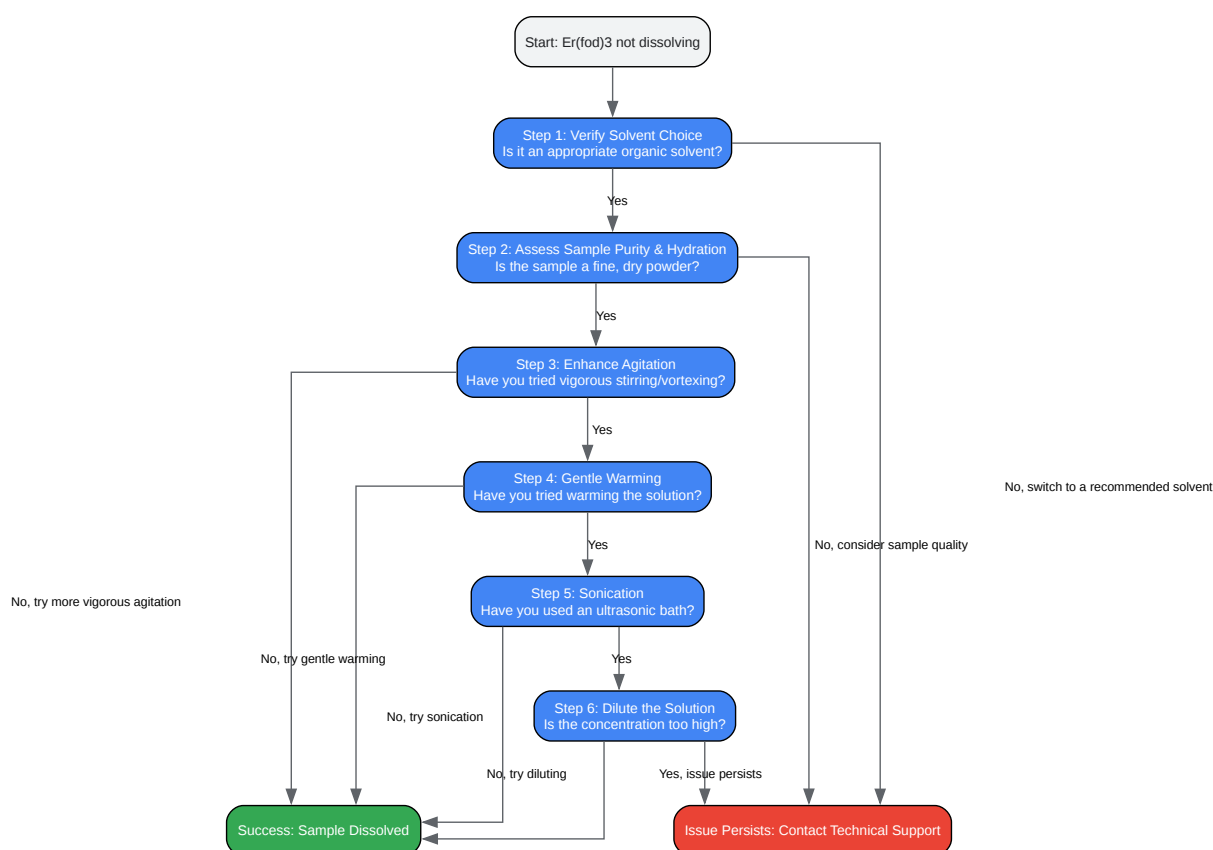 Start: Er(fod)3 not dissolving
Step 1: Verify Solvent Choice
Is it an appropriate organic solvent?
Yes
Step 2: Assess Sample Purity & Hydration
Is the sample a fine, dry powder?
Yes
Step 3: Enhance Agitation
Have you tried vigorous stirring/vortexing?
Yes
Step 4: Gentle Warming
Have you tried warming the solution?
No, switch to a recommended solvent
Yes
No, consider sample quality
Step 5: Sonication
Have you used an ultrasonic bath?
No, try more vigorous agitation
No, try gentle warming
Yes
Step 6: Dilute the Solution
Is the concentration too high?
No, try sonication
No, try diluting
Yes, issue persists
Success: Sample Dissolved
Issue Persists: Contact Technical Support